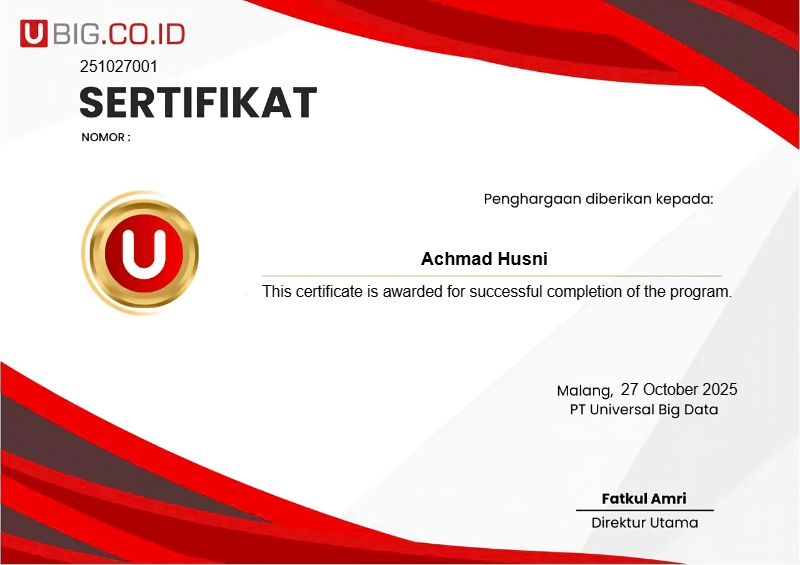 UBIG.CO.ID
251027001
SERTIFIKAT
NOMOR :
Penghargaan diberikan kepada:
U
Achmad Husni
This certificate is awarded for successful completion of the program.
Malang, 27 October 2025
PT Universal Big Data
Fatkul Amri
Direktur Utama